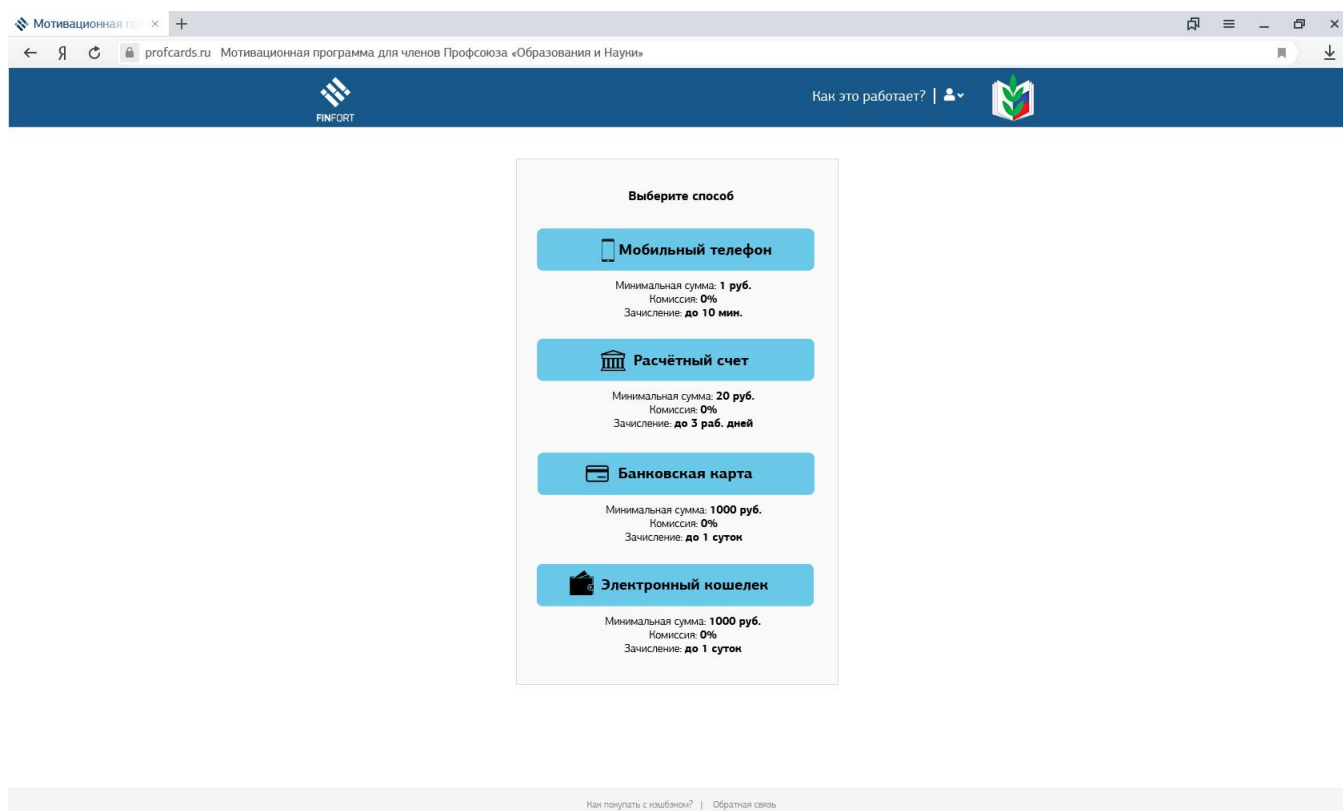 Мотивационная пр
profcards.ru Мотивационная программа для членов Профсоюза «Образования и Науки»
FINFORT
Как это работает? |
Выберите способ
Мобильный телефон
Минимальная сумма: 1 руб.
Комиссия: 0%
Зачисление: до 10 мин.
Расчётный счет
Минимальная сумма: 20 руб.
Комиссия: 0%
Зачисление: до 3 раб. дней
Банковская карта
Минимальная сумма: 1000 руб.
Комиссия: 0%
Зачисление: до 1 суток
Электронный кошелек
Минимальная сумма: 1000 руб.
Комиссия: 0%
Зачисление: до 1 суток
Как покупать с кэшбэком? | Обратная связь